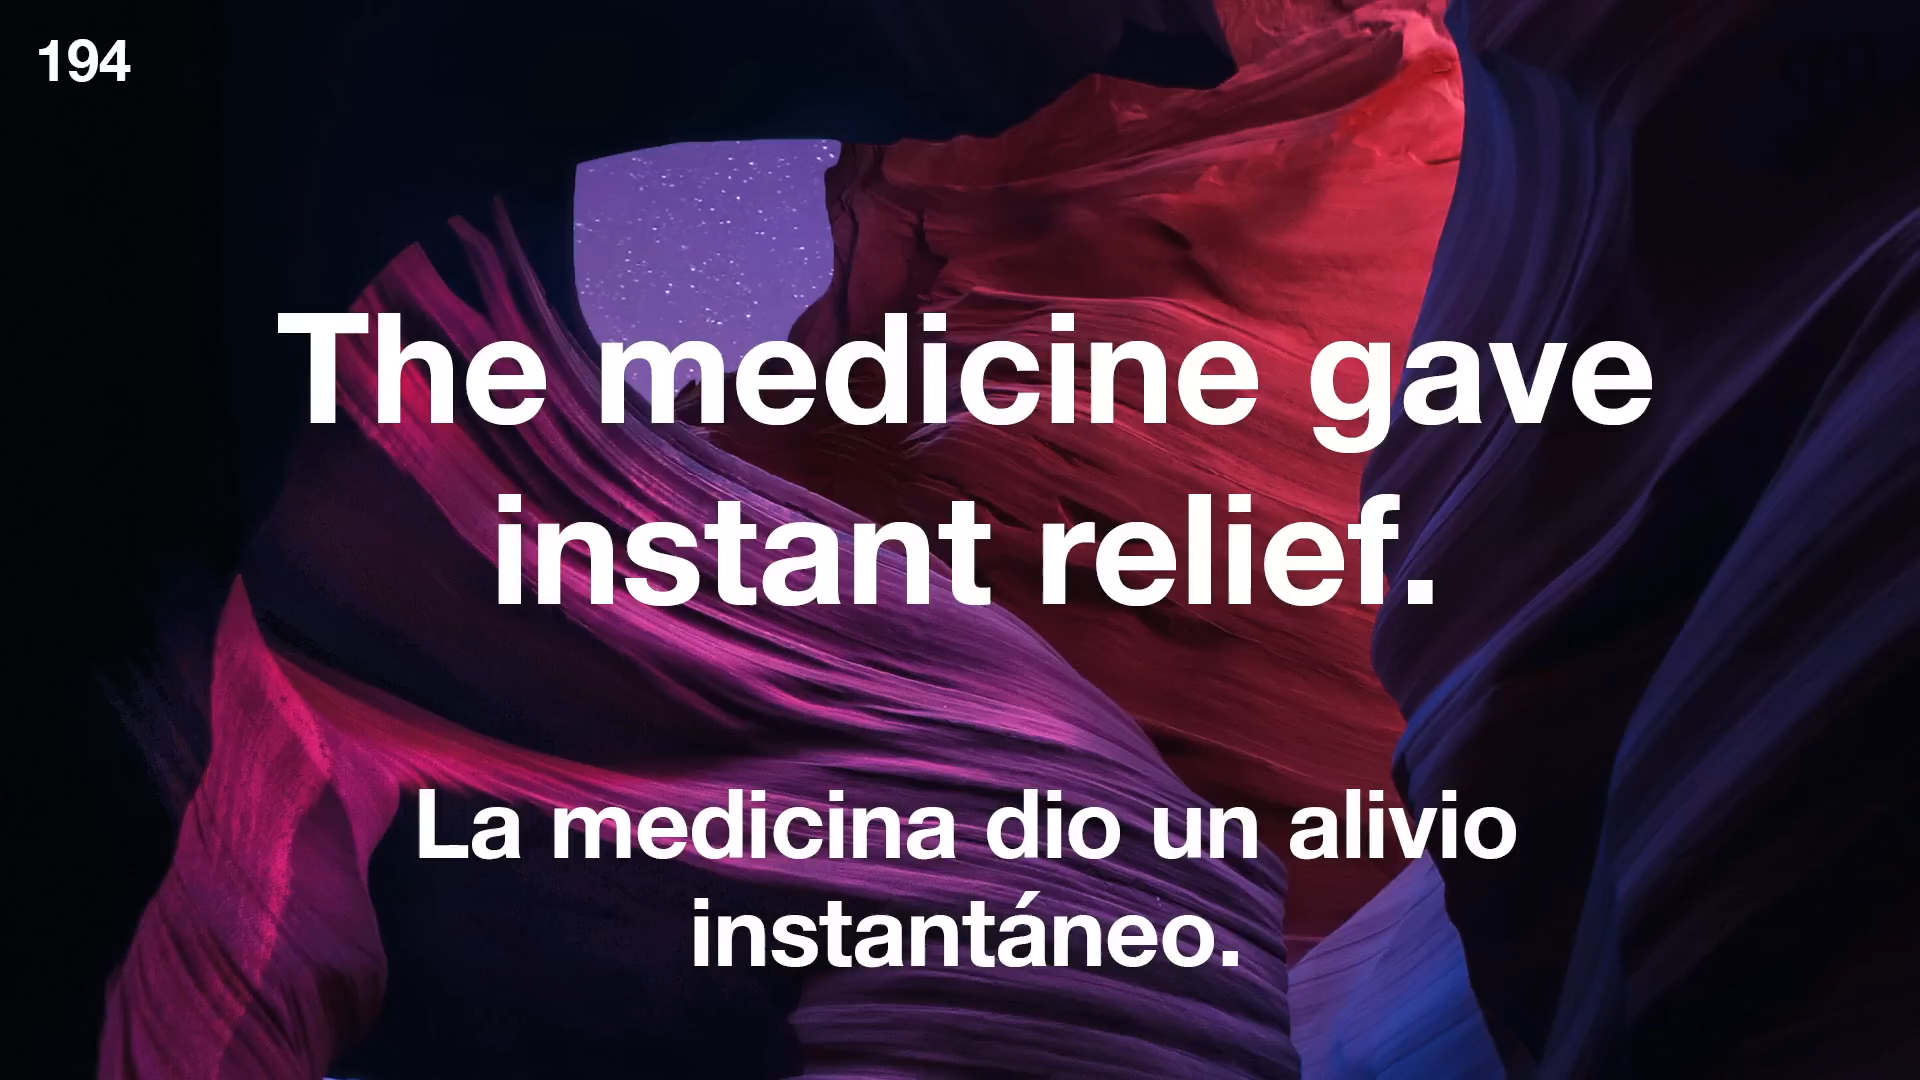 194
The medicine gave
instant relief.
La medicina dio un alivio
instantáneo.